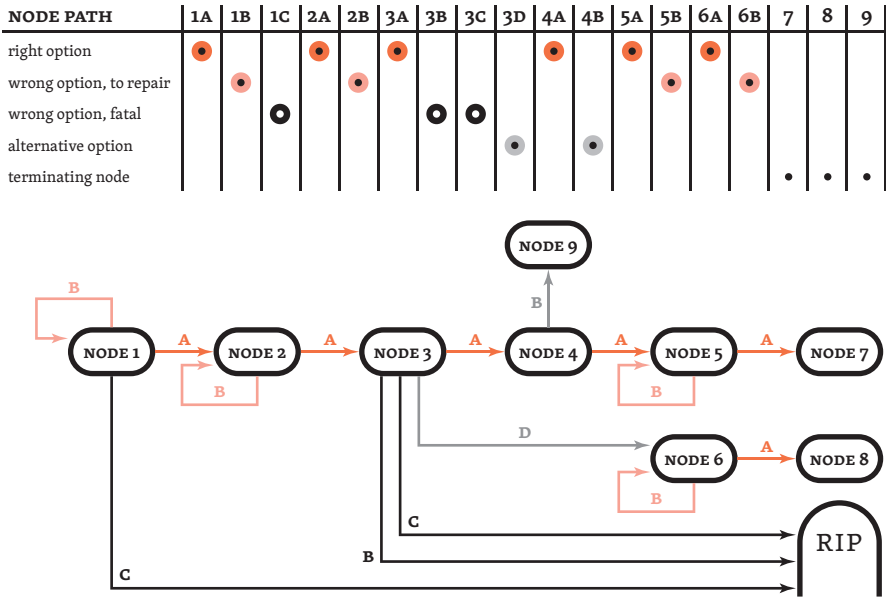 NODE PATH 1A 1B 1C 2A 2B 3A 3B 3C 3D 4A 4B 5A 5B 6A 6B 7 8 9
right option
wrong option, to repair
wrong option, fatal
alternative option
terminating node
NODE 9
B
B
A
A
A
A
A
NODE 1
NODE 2
NODE 3
NODE 4
NODE 5
NODE 7
B
B
D
A
NODE 6
NODE 8
B
C
RIP
B
C